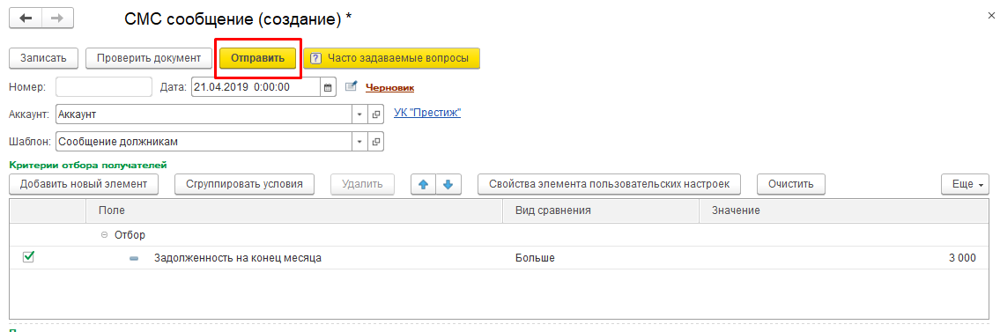 СМС сообщение (создание) *
Записать Проверить документ Отправить ? Часто задаваемые вопросы
Номер: Дата: 21.04.2019 0:00:00 Черновик
Аккаунт: Аккаунт УК "Престиж"
Шаблон: Сообщение должникам
Критерии отбора получателей
Добавить новый элемент Сгруппировать условия Удалить Свойства элемента пользовательских настроек Очистить Еще
Поле Вид сравнения Значение
Отбор
Задолженность на конец месяца Больше 3 000